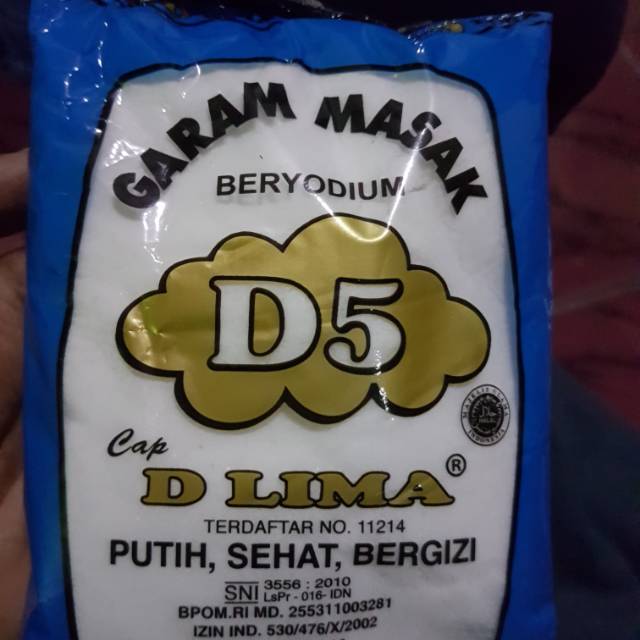 GARAM MASAK
BERYODIUM
D5
Cap
D LIMA ®
TERDAFTAR NO. 11214
PUTIH, SEHAT, BERGIZI
SNI 3556 : 2010
LsPr - 016- IDN
BPOM.RI MD. 255311003281
IZIN IND. 530/476/X/2002